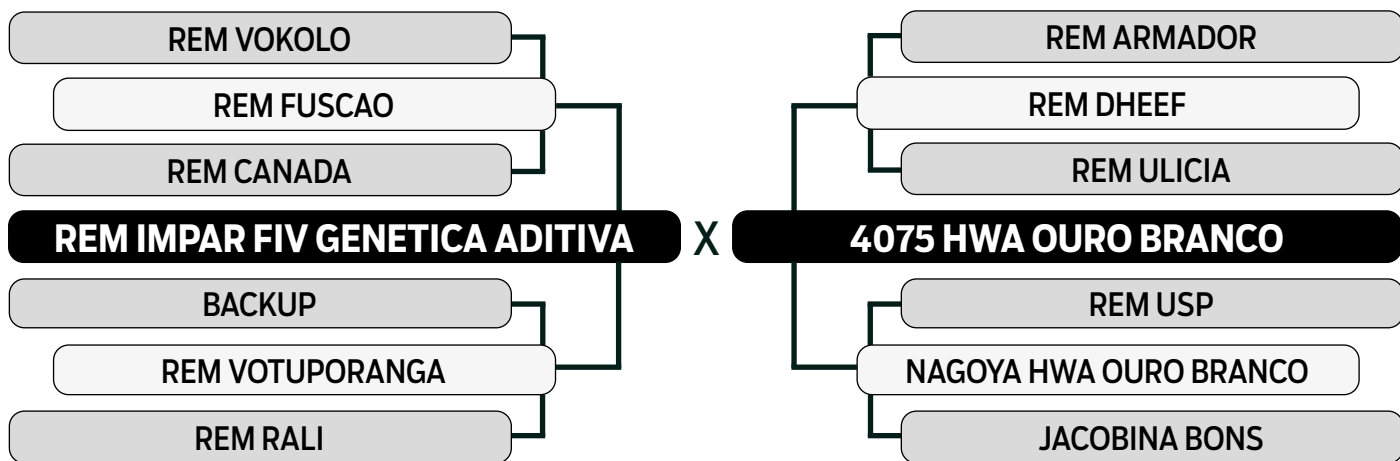 REM VOKOLO
REM FUSCAO
REM CANADA
REM IMPAR FIV GENETICA ADITIVA
BACKUP
REM VOTUPORANGA
REM RALI
X
REM ARMADOR
REM DHEEF
REM ULICIA
4075 HWA OURO BRANCO
REM USP
NAGOYA HWA OURO BRANCO
JACOBINA BONS